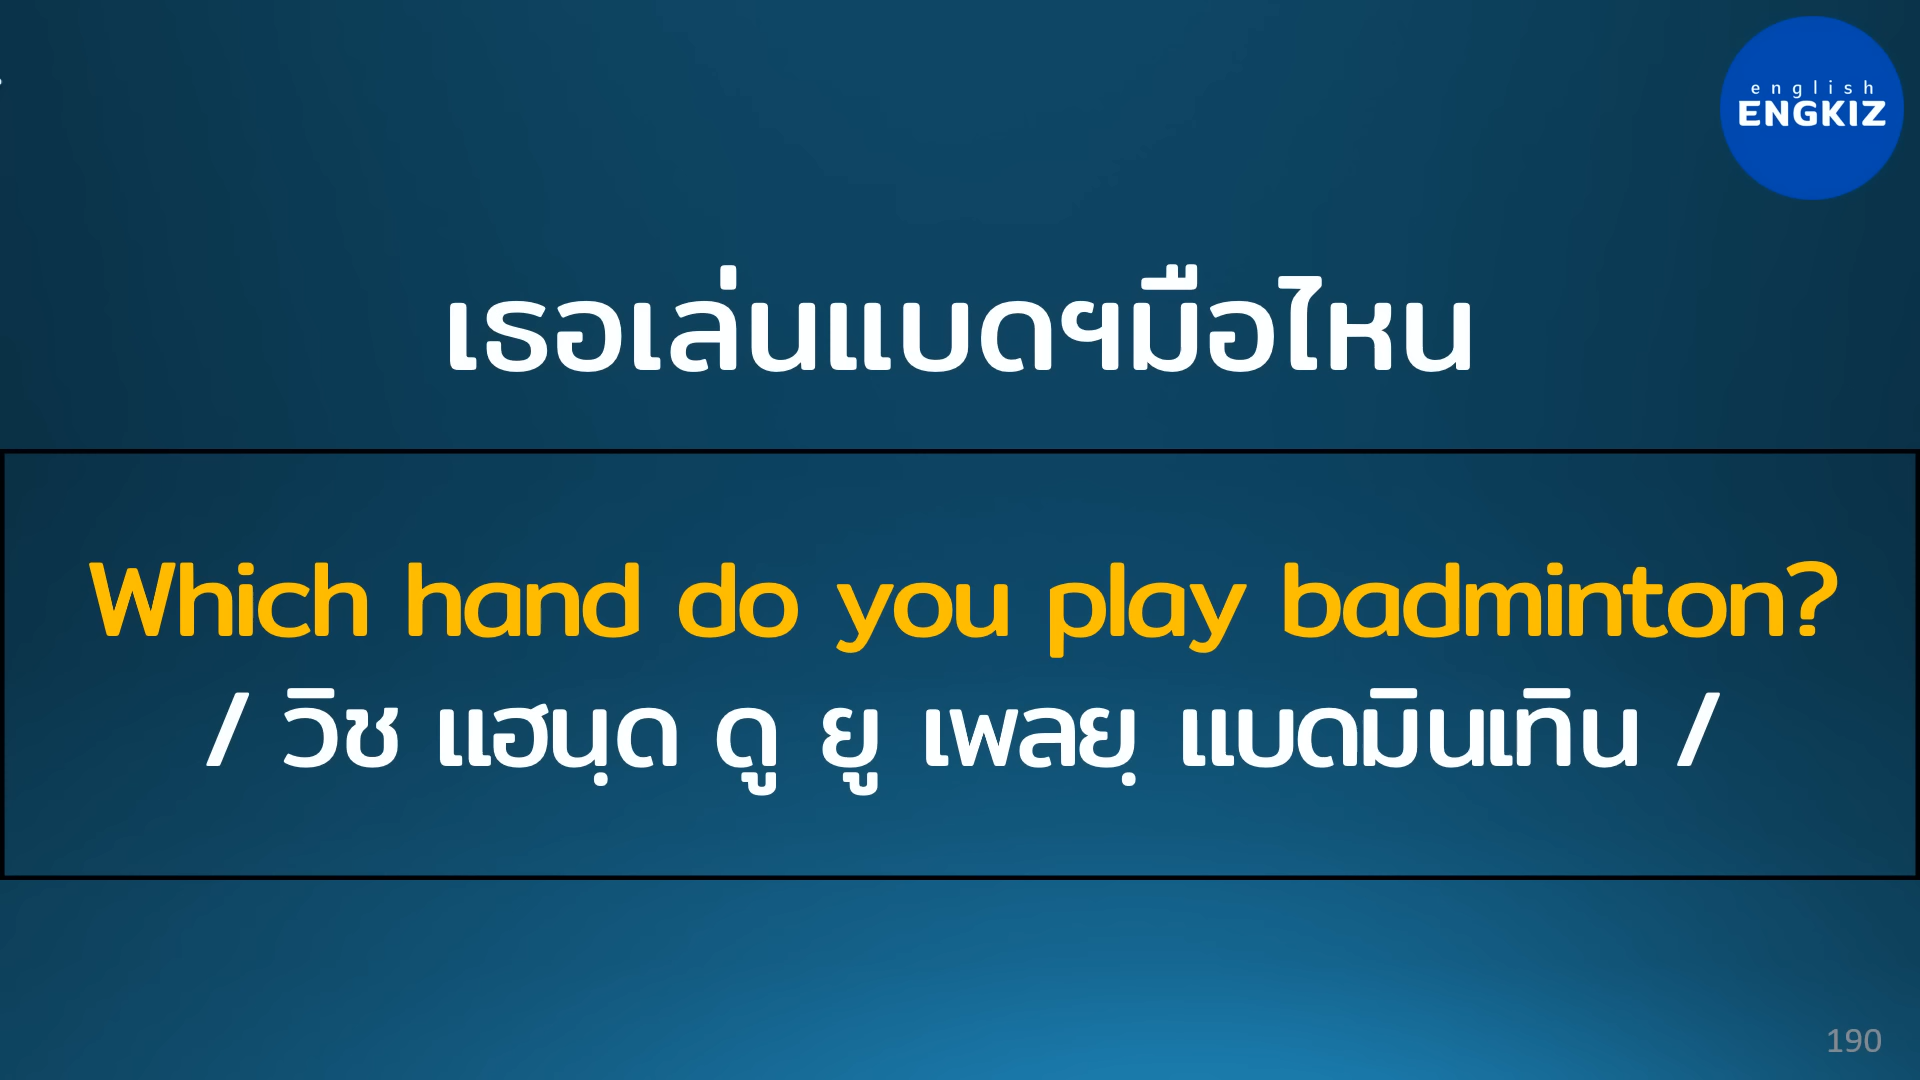 english
ENGKIZ
เธอเล่นแบดฯมือไหน
Which hand do you play badminton?
/ วิช แฮนฺด ดู ยู เพลยฺ แบดมินเทิน /
190